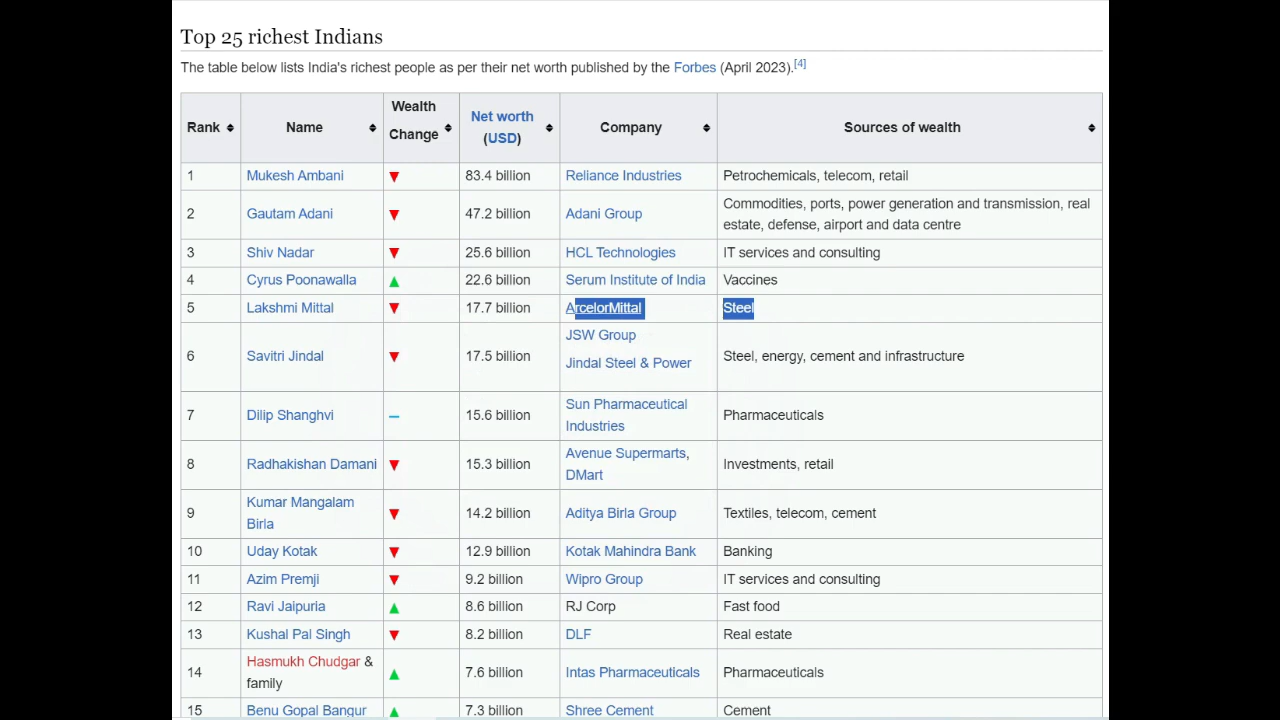 Top 25 richest Indians
The table below lists India's richest people as per their net worth published by the Forbes (April 2023).[4]
Rank Name Wealth Change Net worth (USD) Company Sources of wealth
1 Mukesh Ambani ▼ 83.4 billion Reliance Industries Petrochemicals, telecom, retail
2 Gautam Adani ▼ 47.2 billion Adani Group Commodities, ports, power generation and transmission, real
estate, defense, airport and data centre
3 Shiv Nadar ▼ 25.6 billion HCL Technologies IT services and consulting
4 Cyrus Poonawalla ▲ 22.6 billion Serum Institute of India Vaccines
5 Lakshmi Mittal ▼ 17.7 billion ArcelorMittal Steel
6 Savitri Jindal ▼ 17.5 billion JSW Group
Jindal Steel & Power Steel, energy, cement and infrastructure
7 Dilip Shanghvi – 15.6 billion Sun Pharmaceutical
Industries Pharmaceuticals
8 Radhakishan Damani ▼ 15.3 billion Avenue Supermarts,
DMart Investments, retail
9 Kumar Mangalam
Birla ▼ 14.2 billion Aditya Birla Group Textiles, telecom, cement
10 Uday Kotak ▼ 12.9 billion Kotak Mahindra Bank Banking
11 Azim Premji ▼ 9.2 billion Wipro Group IT services and consulting
12 Ravi Jaipuria ▲ 8.6 billion RJ Corp Fast food
13 Kushal Pal Singh ▼ 8.2 billion DLF Real estate
14 Hasmukh Chudgar &
family ▲ 7.6 billion Intas Pharmaceuticals Pharmaceuticals
15 Benu Gopal Bangur ▲ 7.3 billion Shree Cement Cement